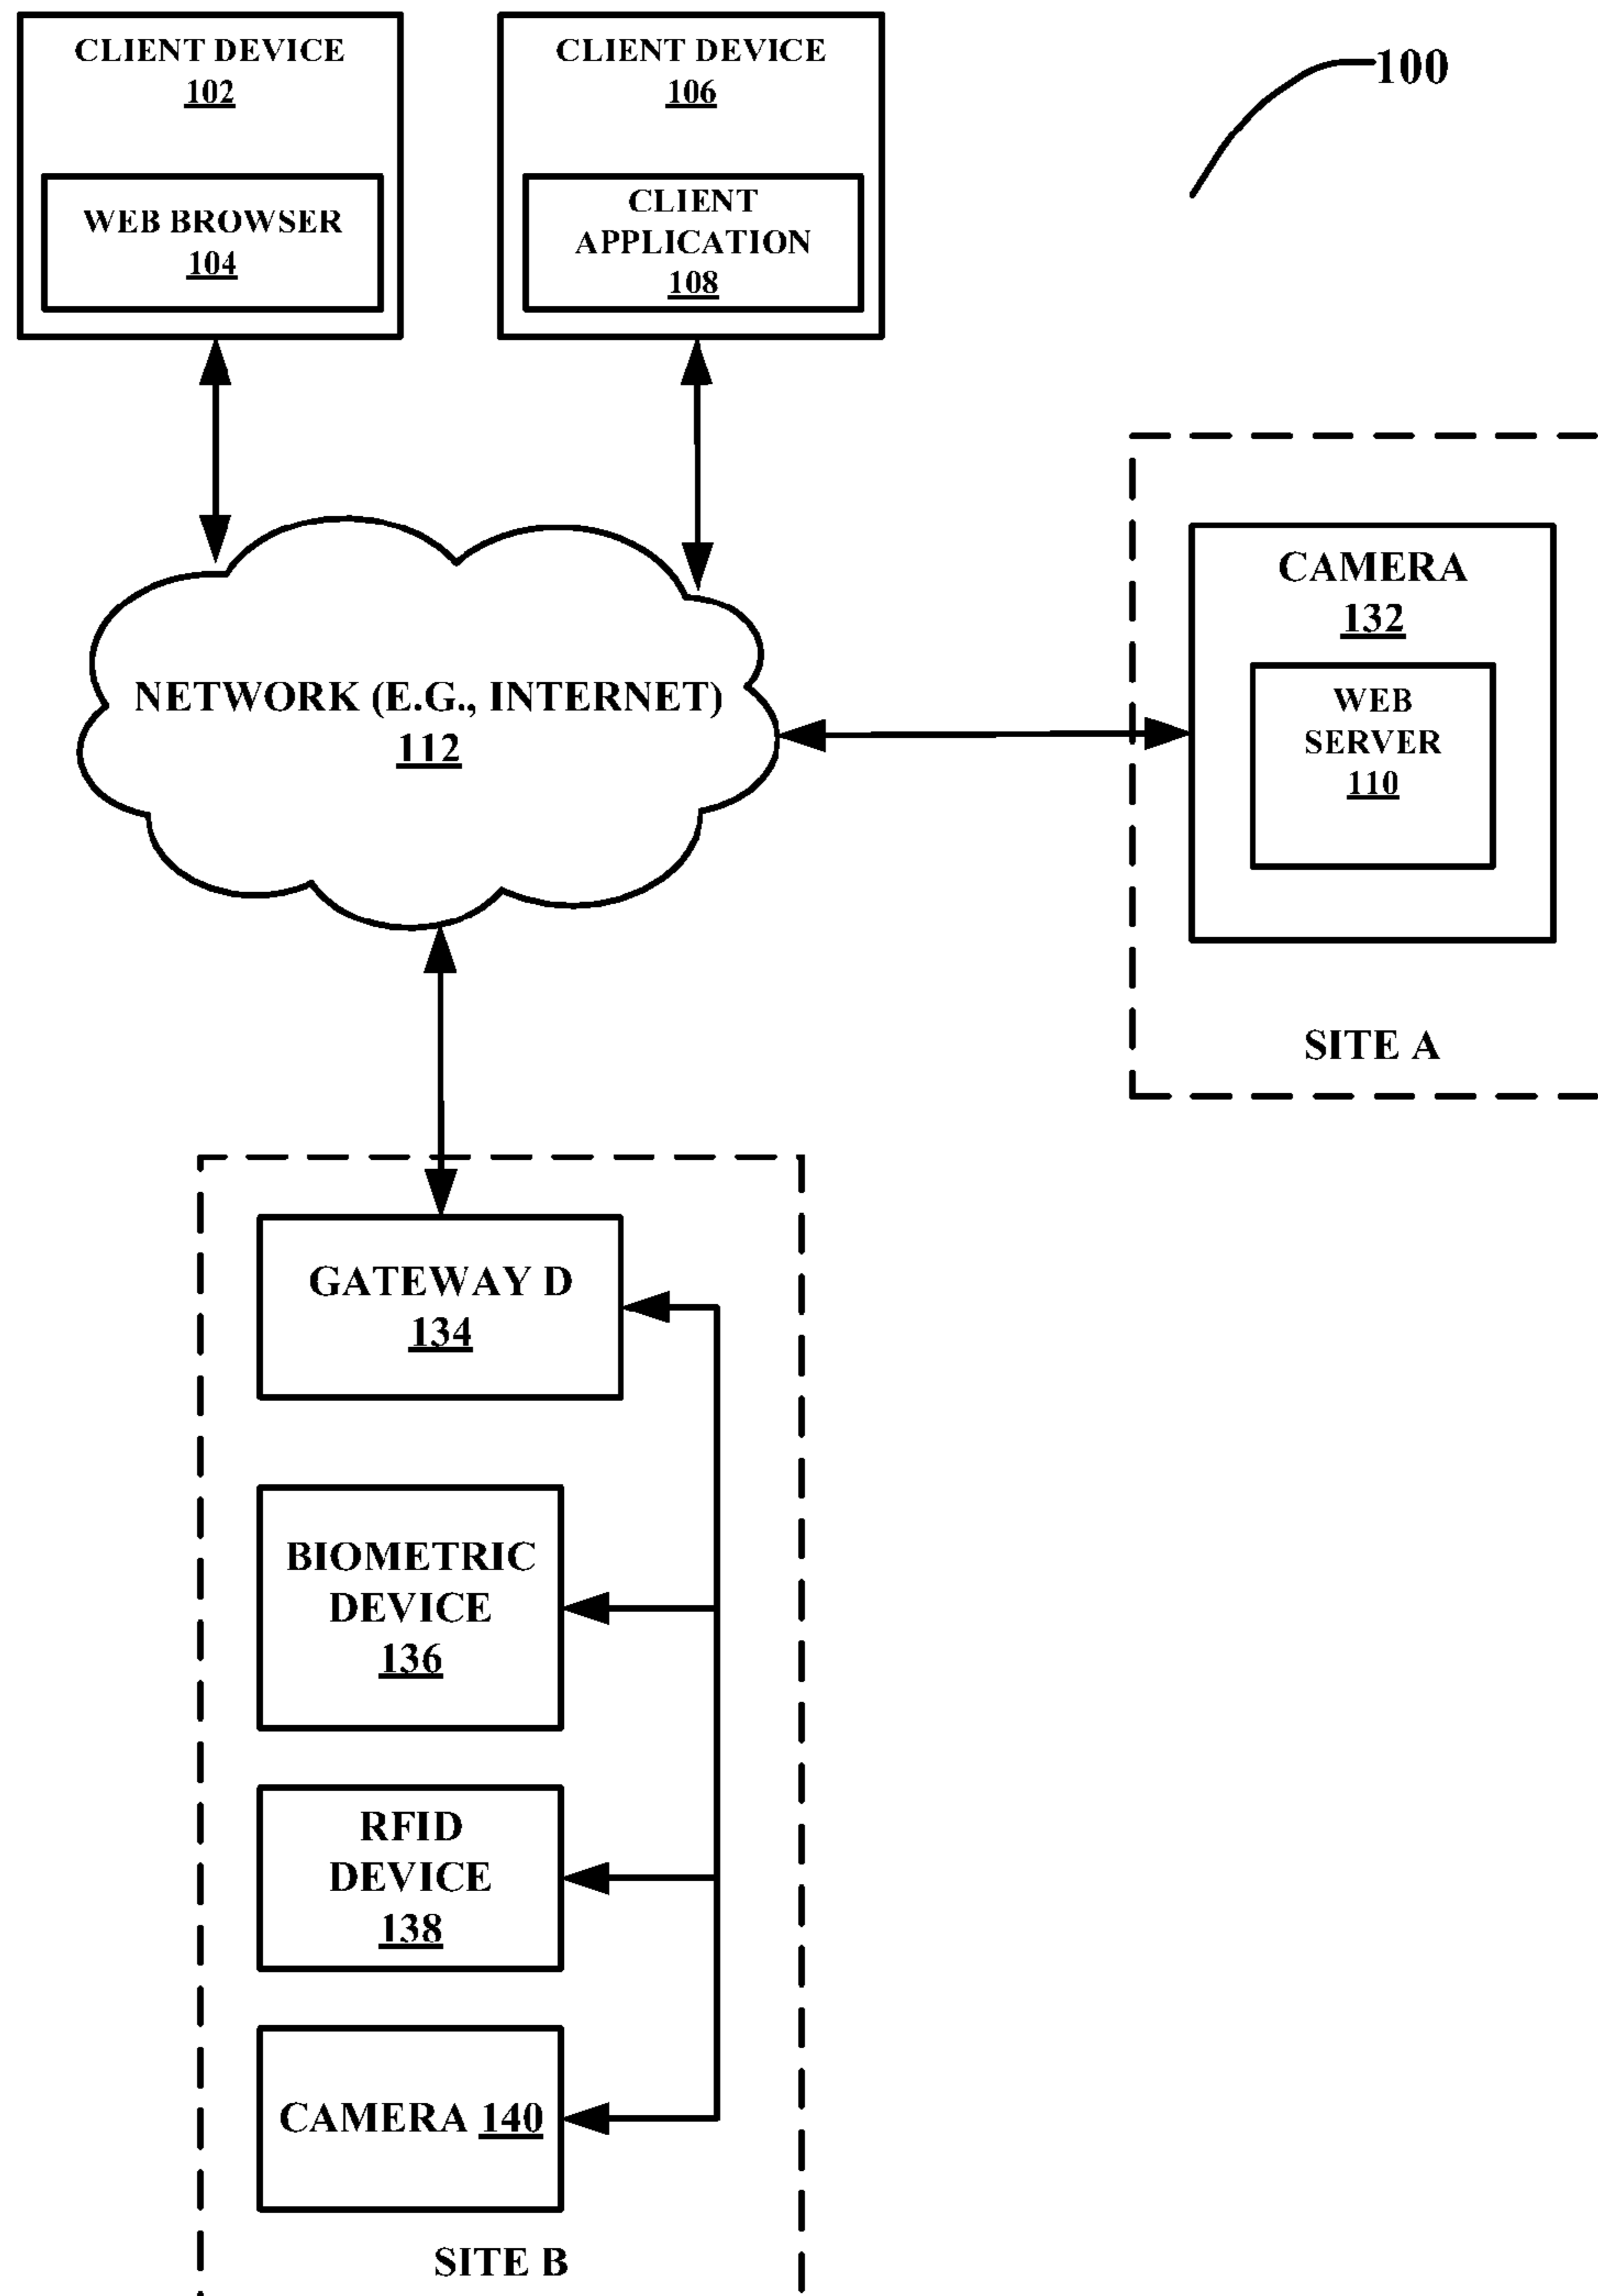 CLIENT DEVICE
102
WEB BROWSER
104
CLIENT DEVICE
106
CLIENT
APPLICATION
108
100
NETWORK (E.G., INTERNET)
112
CAMERA
132
WEB
SERVER
110
SITE A
GATEWAY D
134
BIOMETRIC
DEVICE
136
RFID
DEVICE
138
CAMERA 140
SITE B